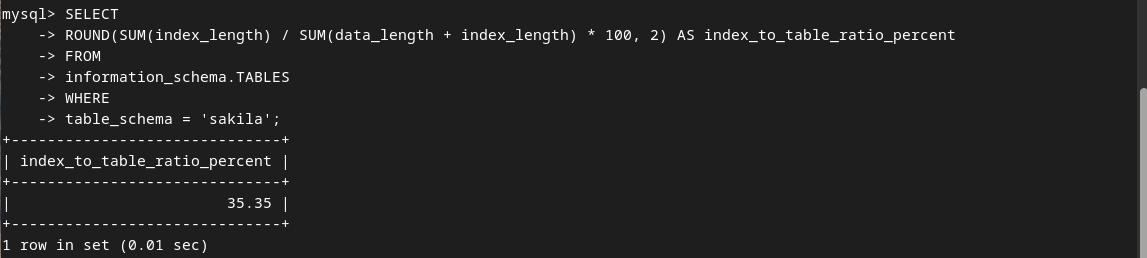 mysql> SELECT
    -> ROUND(SUM(index_length) / SUM(data_length + index_length) * 100, 2) AS index_to_table_ratio_percent
    -> FROM
    -> information_schema.TABLES
    -> WHERE
    -> table_schema = 'sakila';
+------------------------------+
| index_to_table_ratio_percent |
+------------------------------+
|                        35.35 |
+------------------------------+
1 row in set (0.01 sec)